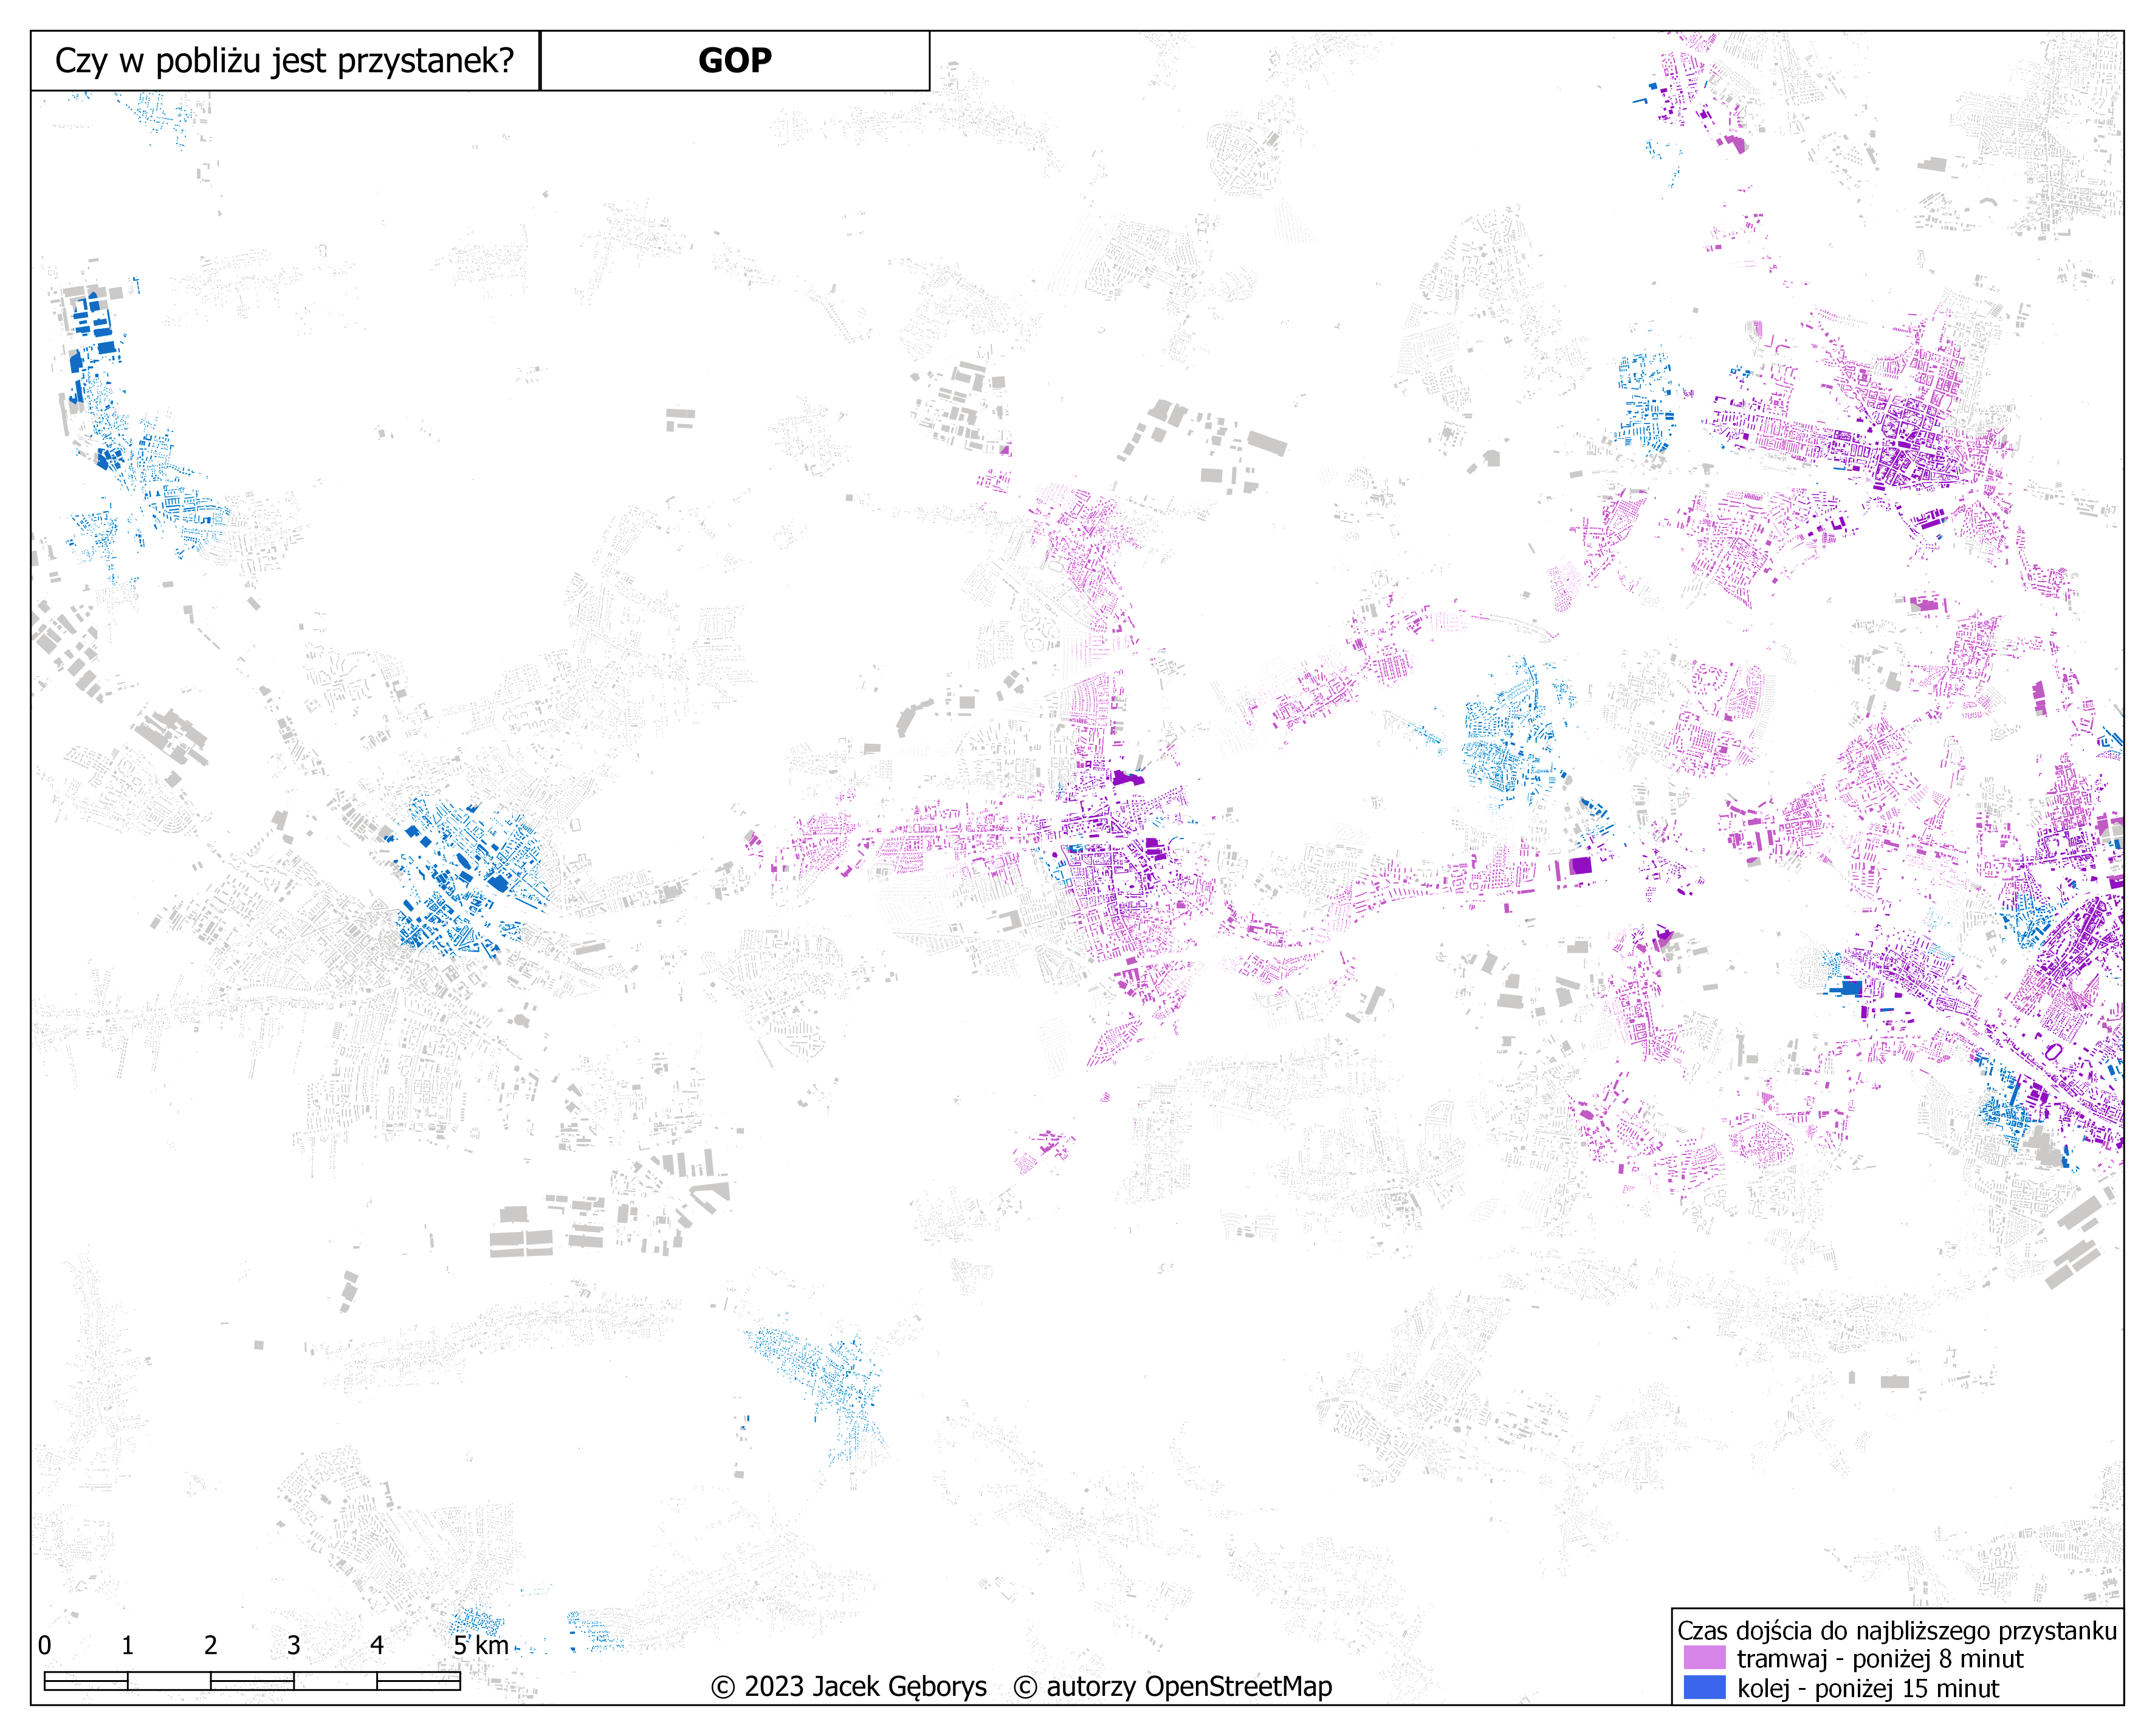 Czy w pobliżu jest przystanek?
GOP
0 1 2 3 4 5 km
© 2023 Jacek Gęborys © autorzy OpenStreetMap
Czas dojścia do najbliższego przystanku
tramwaj - poniżej 8 minut
kolej - poniżej 15 minut